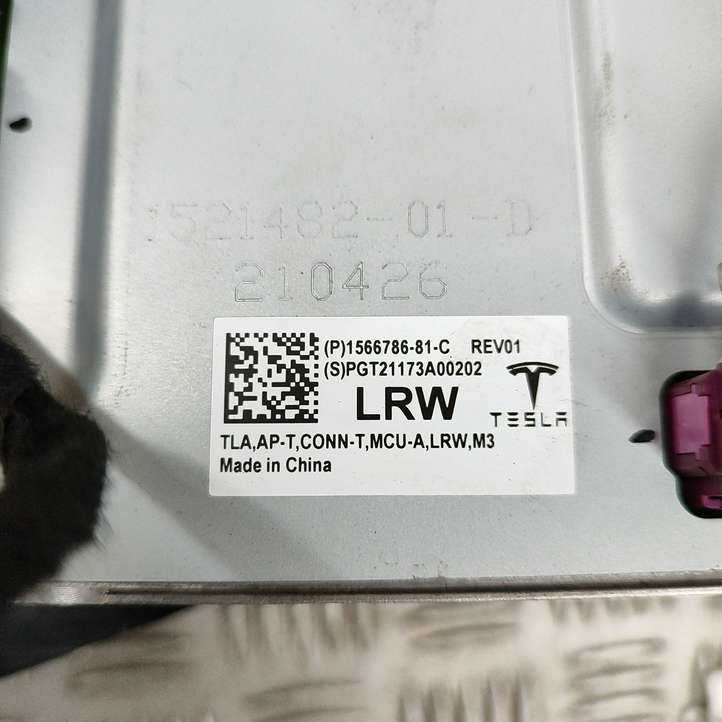 1521482-01-D
210426
(P)1566786-81-C REV01
(S)PGT21173A00202
LRW
TESLA
TLA,AP-T,CONN-T,MCU-A,LRW,M3
Made in China